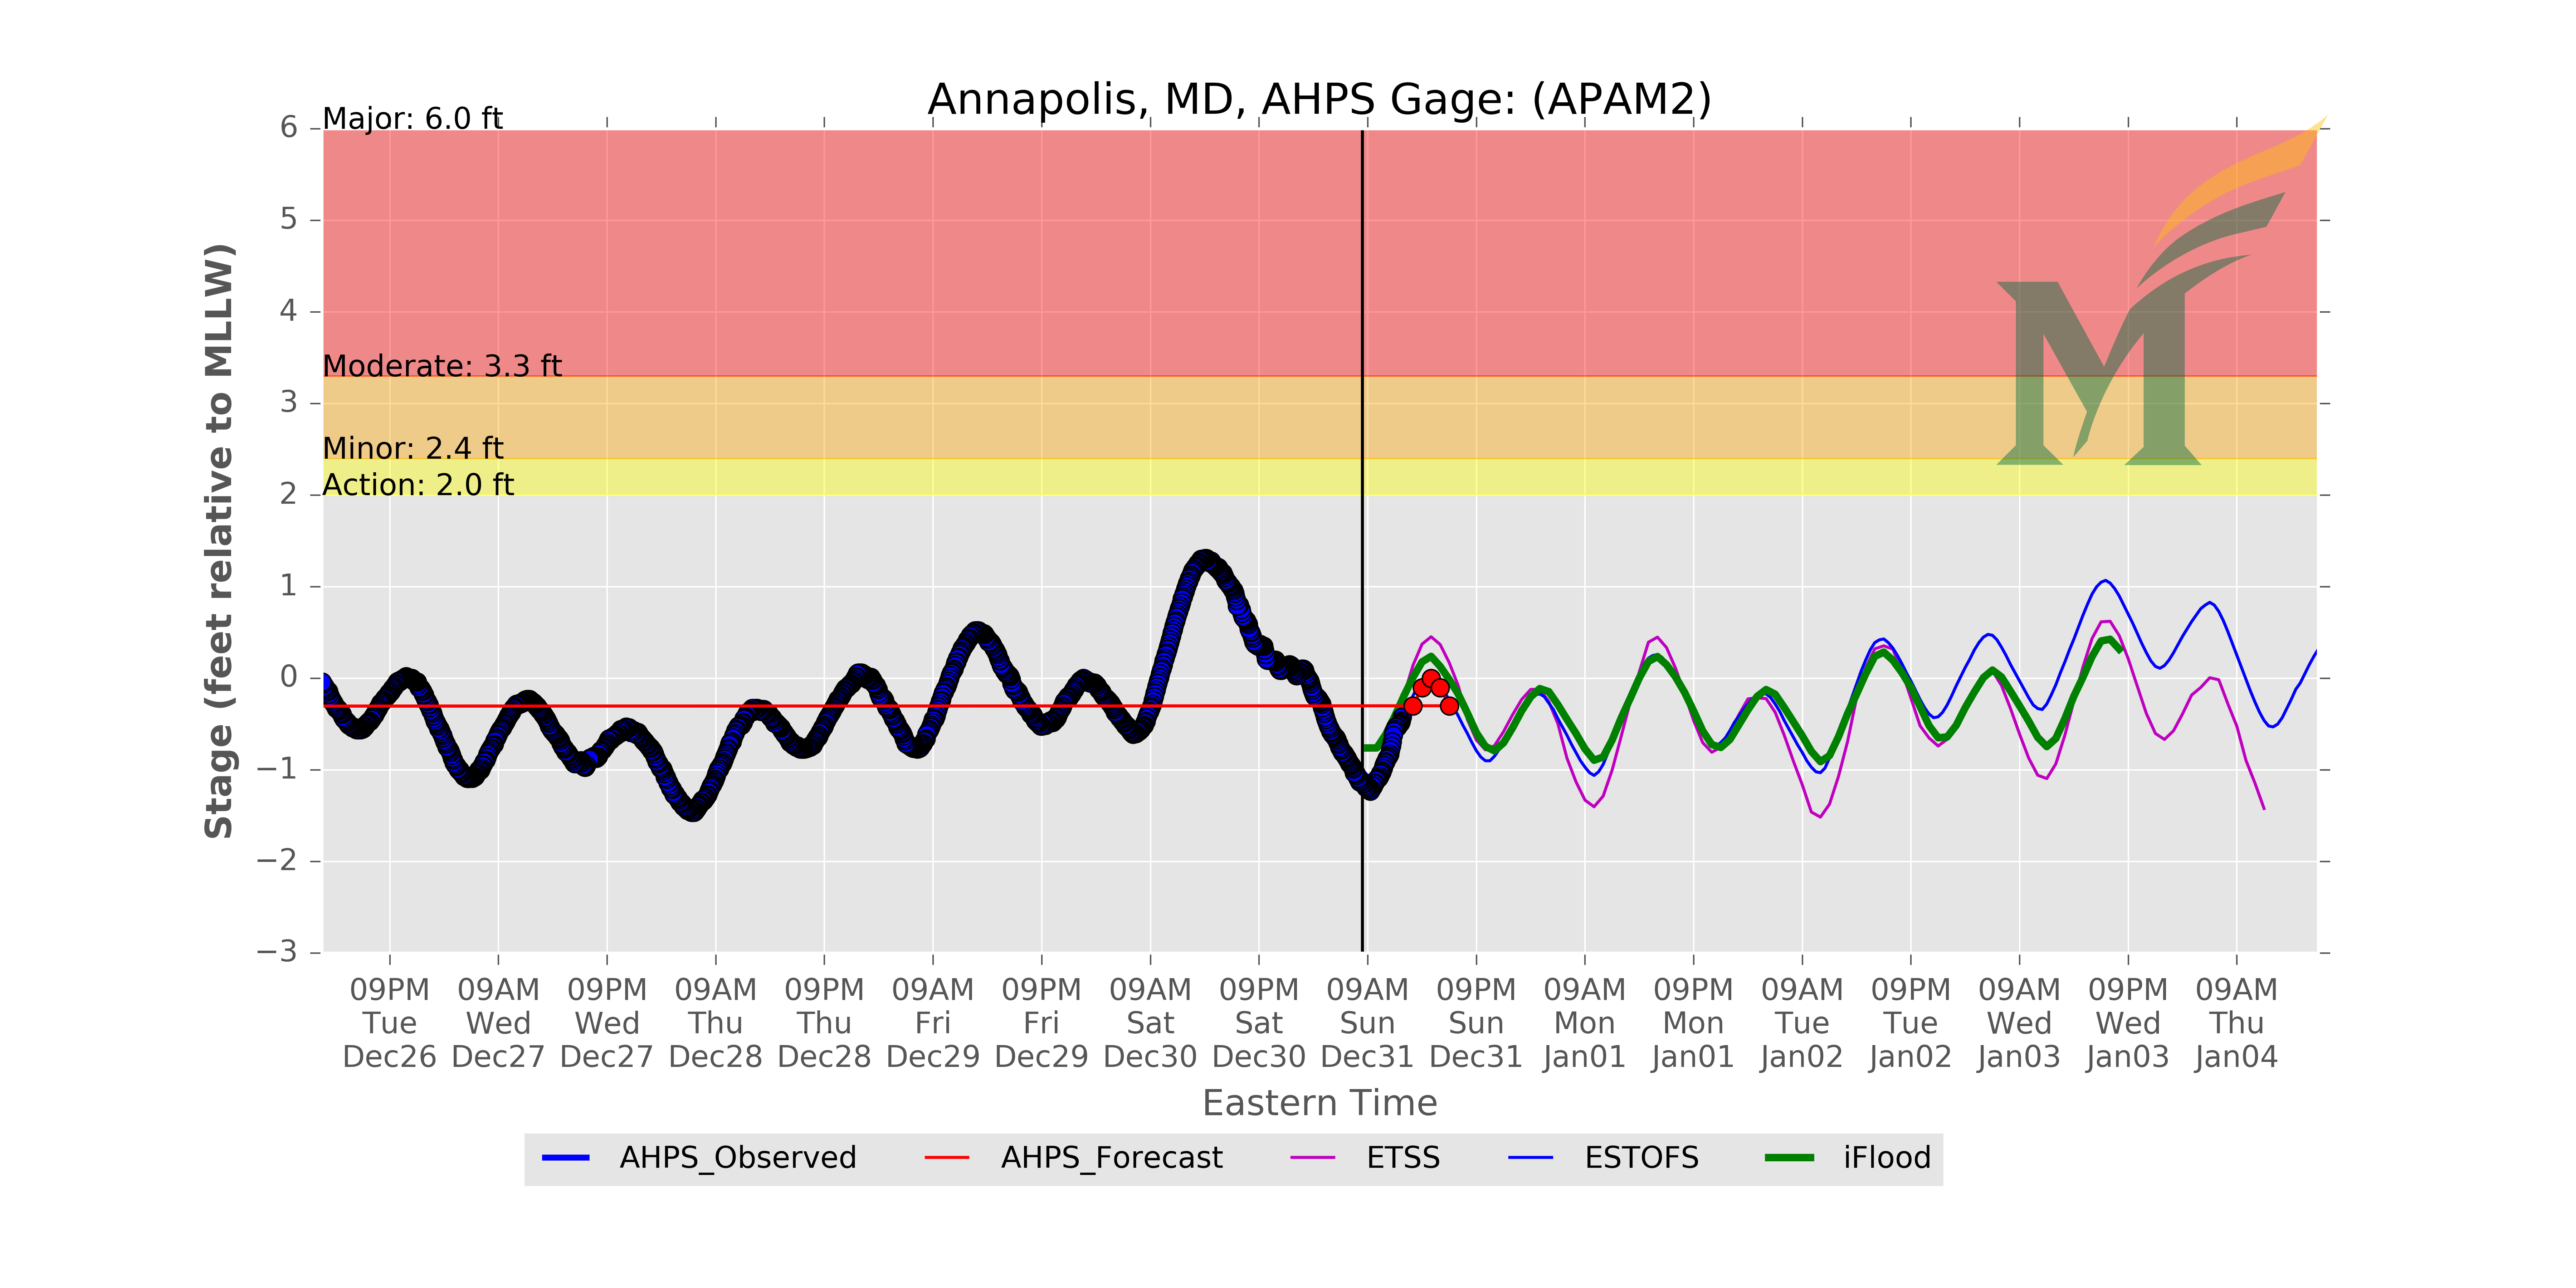 Annapolis, MD, AHPS Gage: (APAM2)
Major: 6.0 ft
Moderate: 3.3 ft
Minor: 2.4 ft
Action: 2.0 ft
Stage (feet relative to MLLW)
6
5
4
3
2
1
0
−1
−2
−3
09PM Tue Dec26
09AM Wed Dec27
09PM Wed Dec27
09AM Thu Dec28
09PM Thu Dec28
09AM Fri Dec29
09PM Fri Dec29
09AM Sat Dec30
09PM Sat Dec30
09AM Sun Dec31
09PM Sun Dec31
09AM Mon Jan01
09PM Mon Jan01
09AM Tue Jan02
09PM Tue Jan02
09AM Wed Jan03
09PM Wed Jan03
09AM Thu Jan04
Eastern Time
AHPS_Observed
AHPS_Forecast
ETSS
ESTOFS
iFlood
M